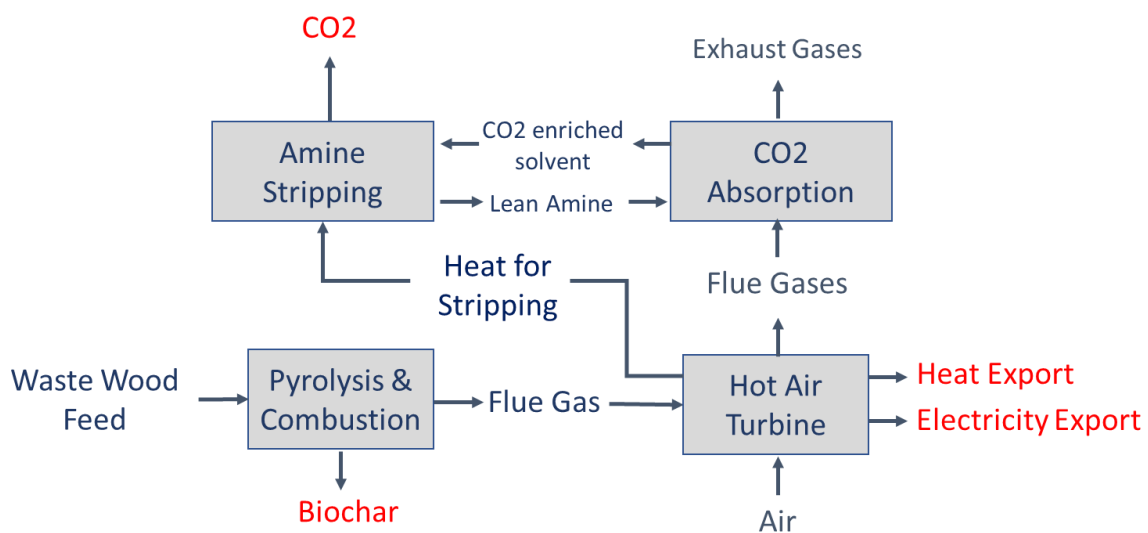 CO2
Exhaust Gases
Amine
Stripping
CO2 enriched
solvent
Lean Amine
CO2
Absorption
Heat for
Stripping
Flue Gases
Waste Wood
Feed
Pyrolysis &
Combustion
Flue Gas
Hot Air
Turbine
Heat Export
Electricity Export
Biochar
Air